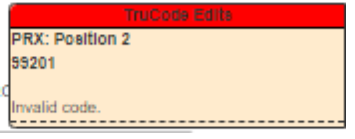 TruCode Edits
PRX: Position 2
99201
Invalid code.